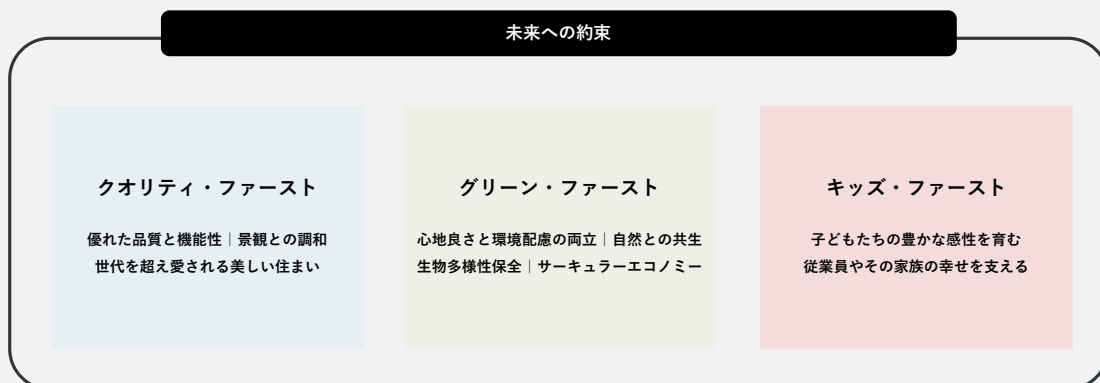 未来への約束
クオリティ・ファースト
優れた品質と機能性｜景観との調和
世代を超え愛される美しい住まい
グリーン・ファースト
心地良さと環境配慮の両立｜自然との共生
生物多様性保全｜サーキュラーエコノミー
キッズ・ファースト
子どもたちの豊かな感性を育む
従業員やその家族の幸せを支える